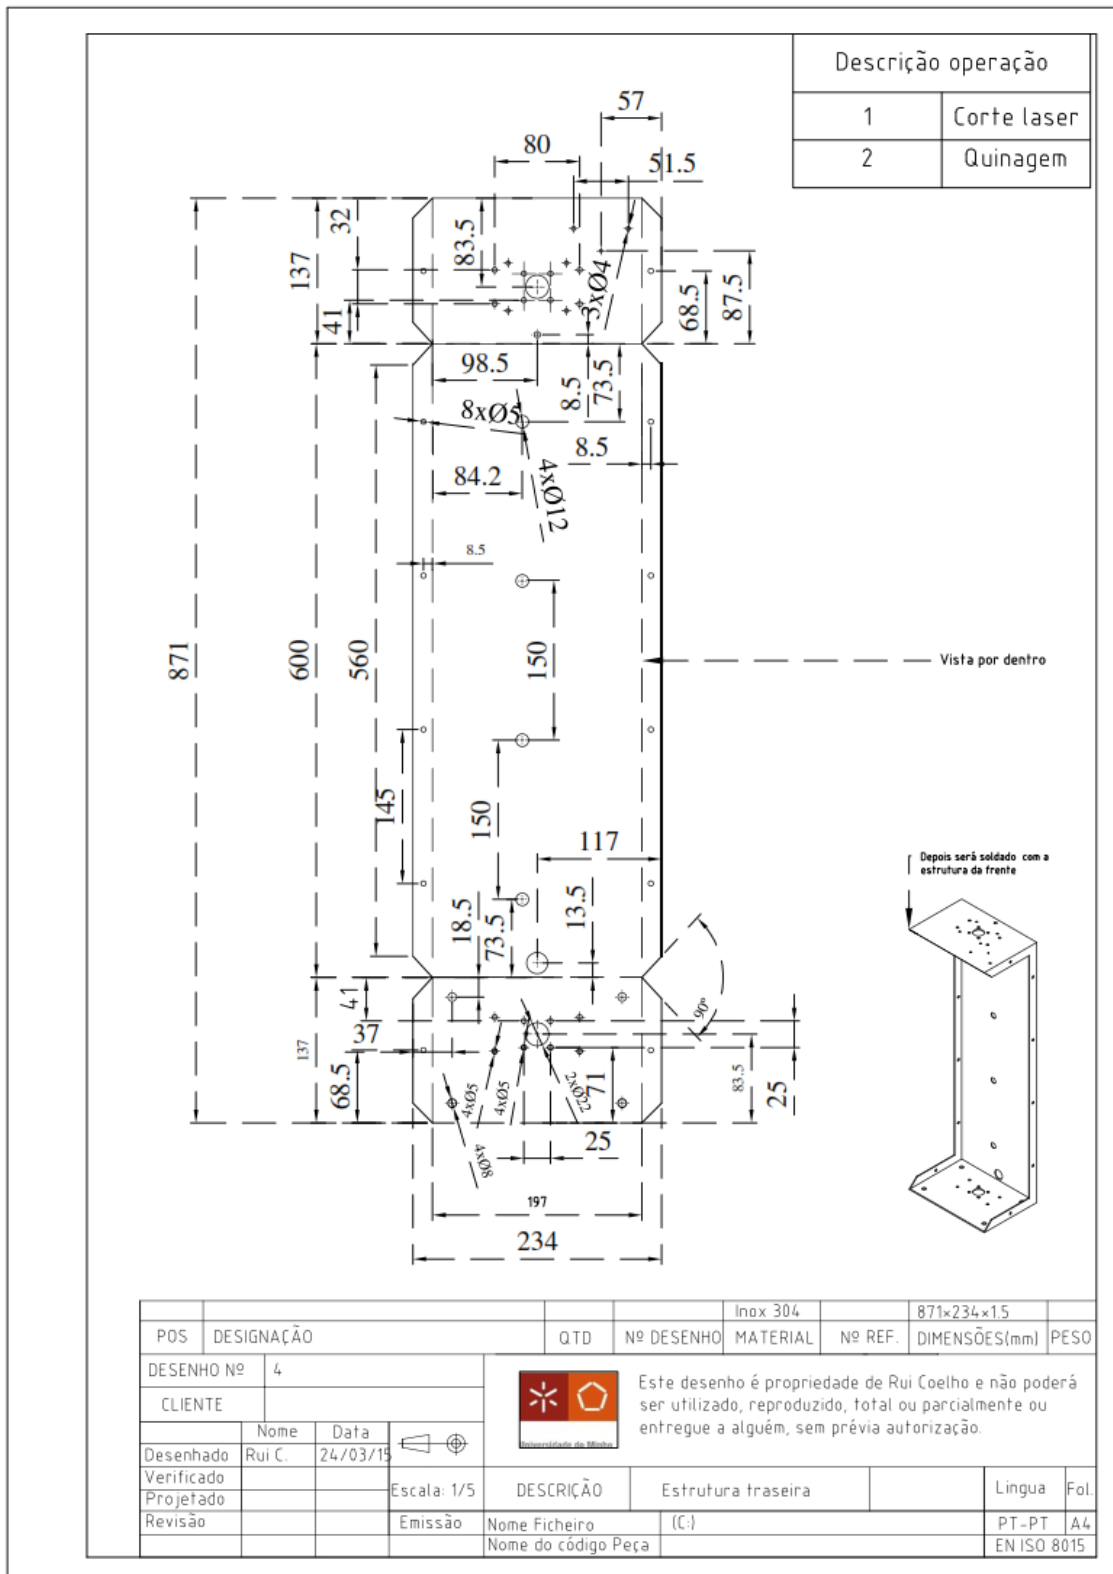 Descrição operação
1 Corte laser
2 Quinagem
57
80
51.5
32
137
83.5
3xØ4
68.5
87.5
41
98.5
8.5
73.5
8xØ5
8.5
84.2
4xØ12
8.5
871
600
560
150
Vista por dentro
145
150
117
Depois será soldado com a
estrutura da frente
18.5
73.5
13.5
41
90º
37
137
68.5
4xØ5
4xØ5
2xØ22
71
83.5
25
4xØ8
25
197
234
Inox 304 871x234x1.5
POS DESIGNAÇÃO QTD Nº DESENHO MATERIAL Nº REF. DIMENSÕES(mm) PESO
DESENHO Nº 4
CLIENTE
Este desenho é propriedade de Rui Coelho e não poderá
ser utilizado, reproduzido, total ou parcialmente ou
entregue a alguém, sem prévia autorização.
Universidade do Minho
Nome Data
Desenhado Rui C. 24/03/15
Verificado
Projetado
Escala: 1/5 DESCRIÇÃO Estrutura traseira Lingua Fol.
Revisão Emissão Nome Ficheiro (C:) PT-PT A4
Nome do código Peça EN ISO 8015